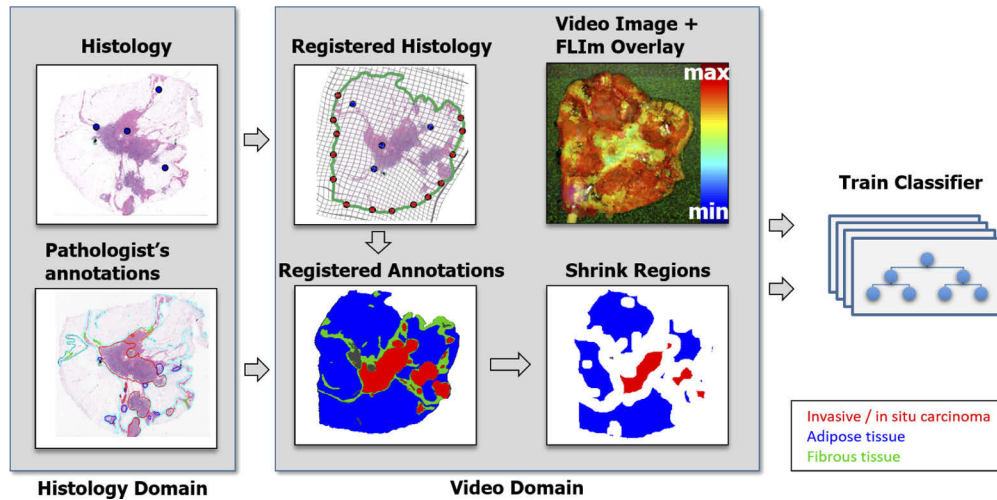 Histology
Registered Histology
Video Image +
FLIm Overlay
max
min
Train Classifier
Pathologist's
annotations
Registered Annotations
Shrink Regions
Invasive / in situ carcinoma
Adipose tissue
Fibrous tissue
Histology Domain
Video Domain